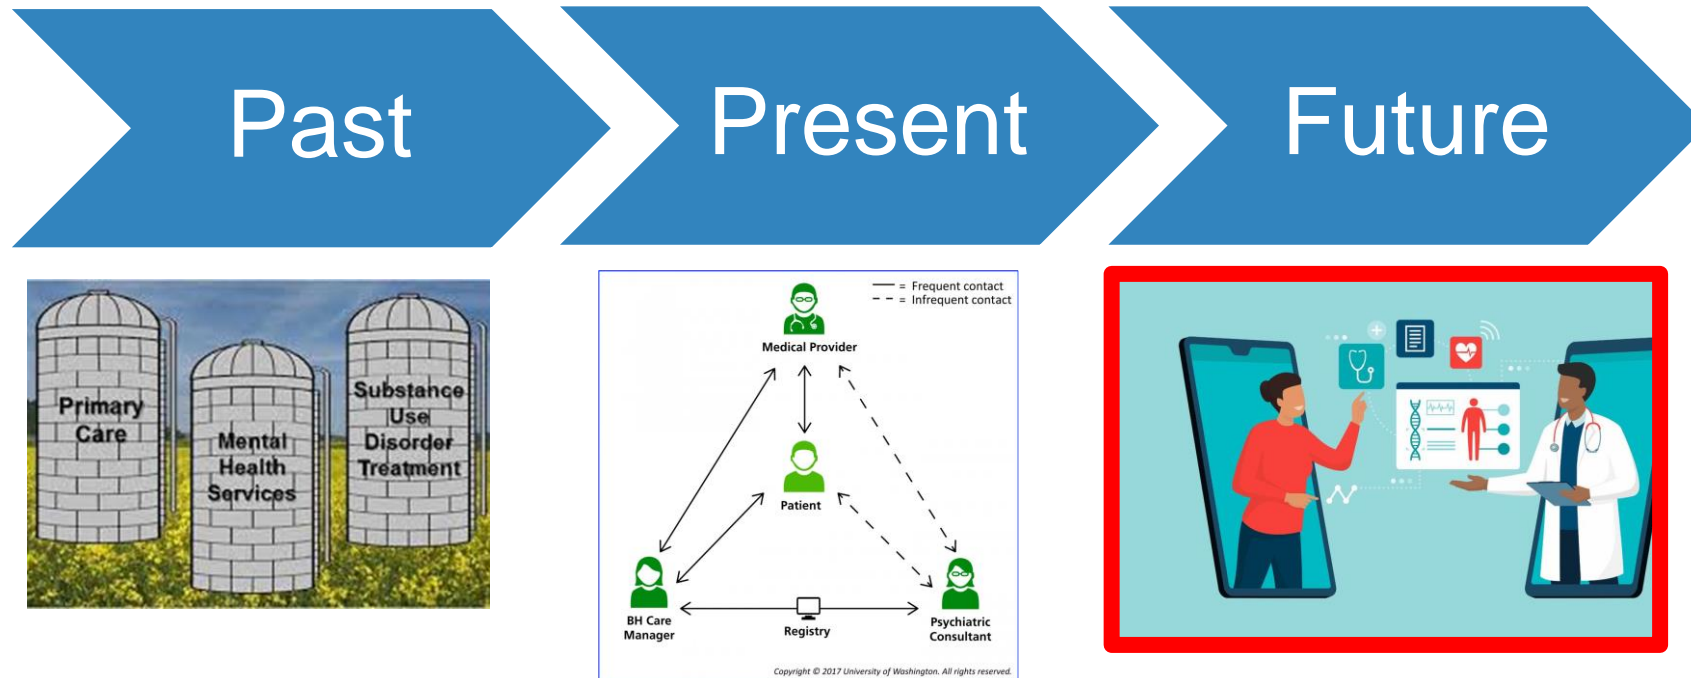 Past
Present
Future
Primary
Care
Mental
Health
Services
Substance
Use
Disorder
Treatment
= Frequent contact
= Infrequent contact
Medical Provider
Patient
BH Care
Manager
Registry
Psychiatric
Consultant
Copyright © 2017 University of Washington. All rights reserved.